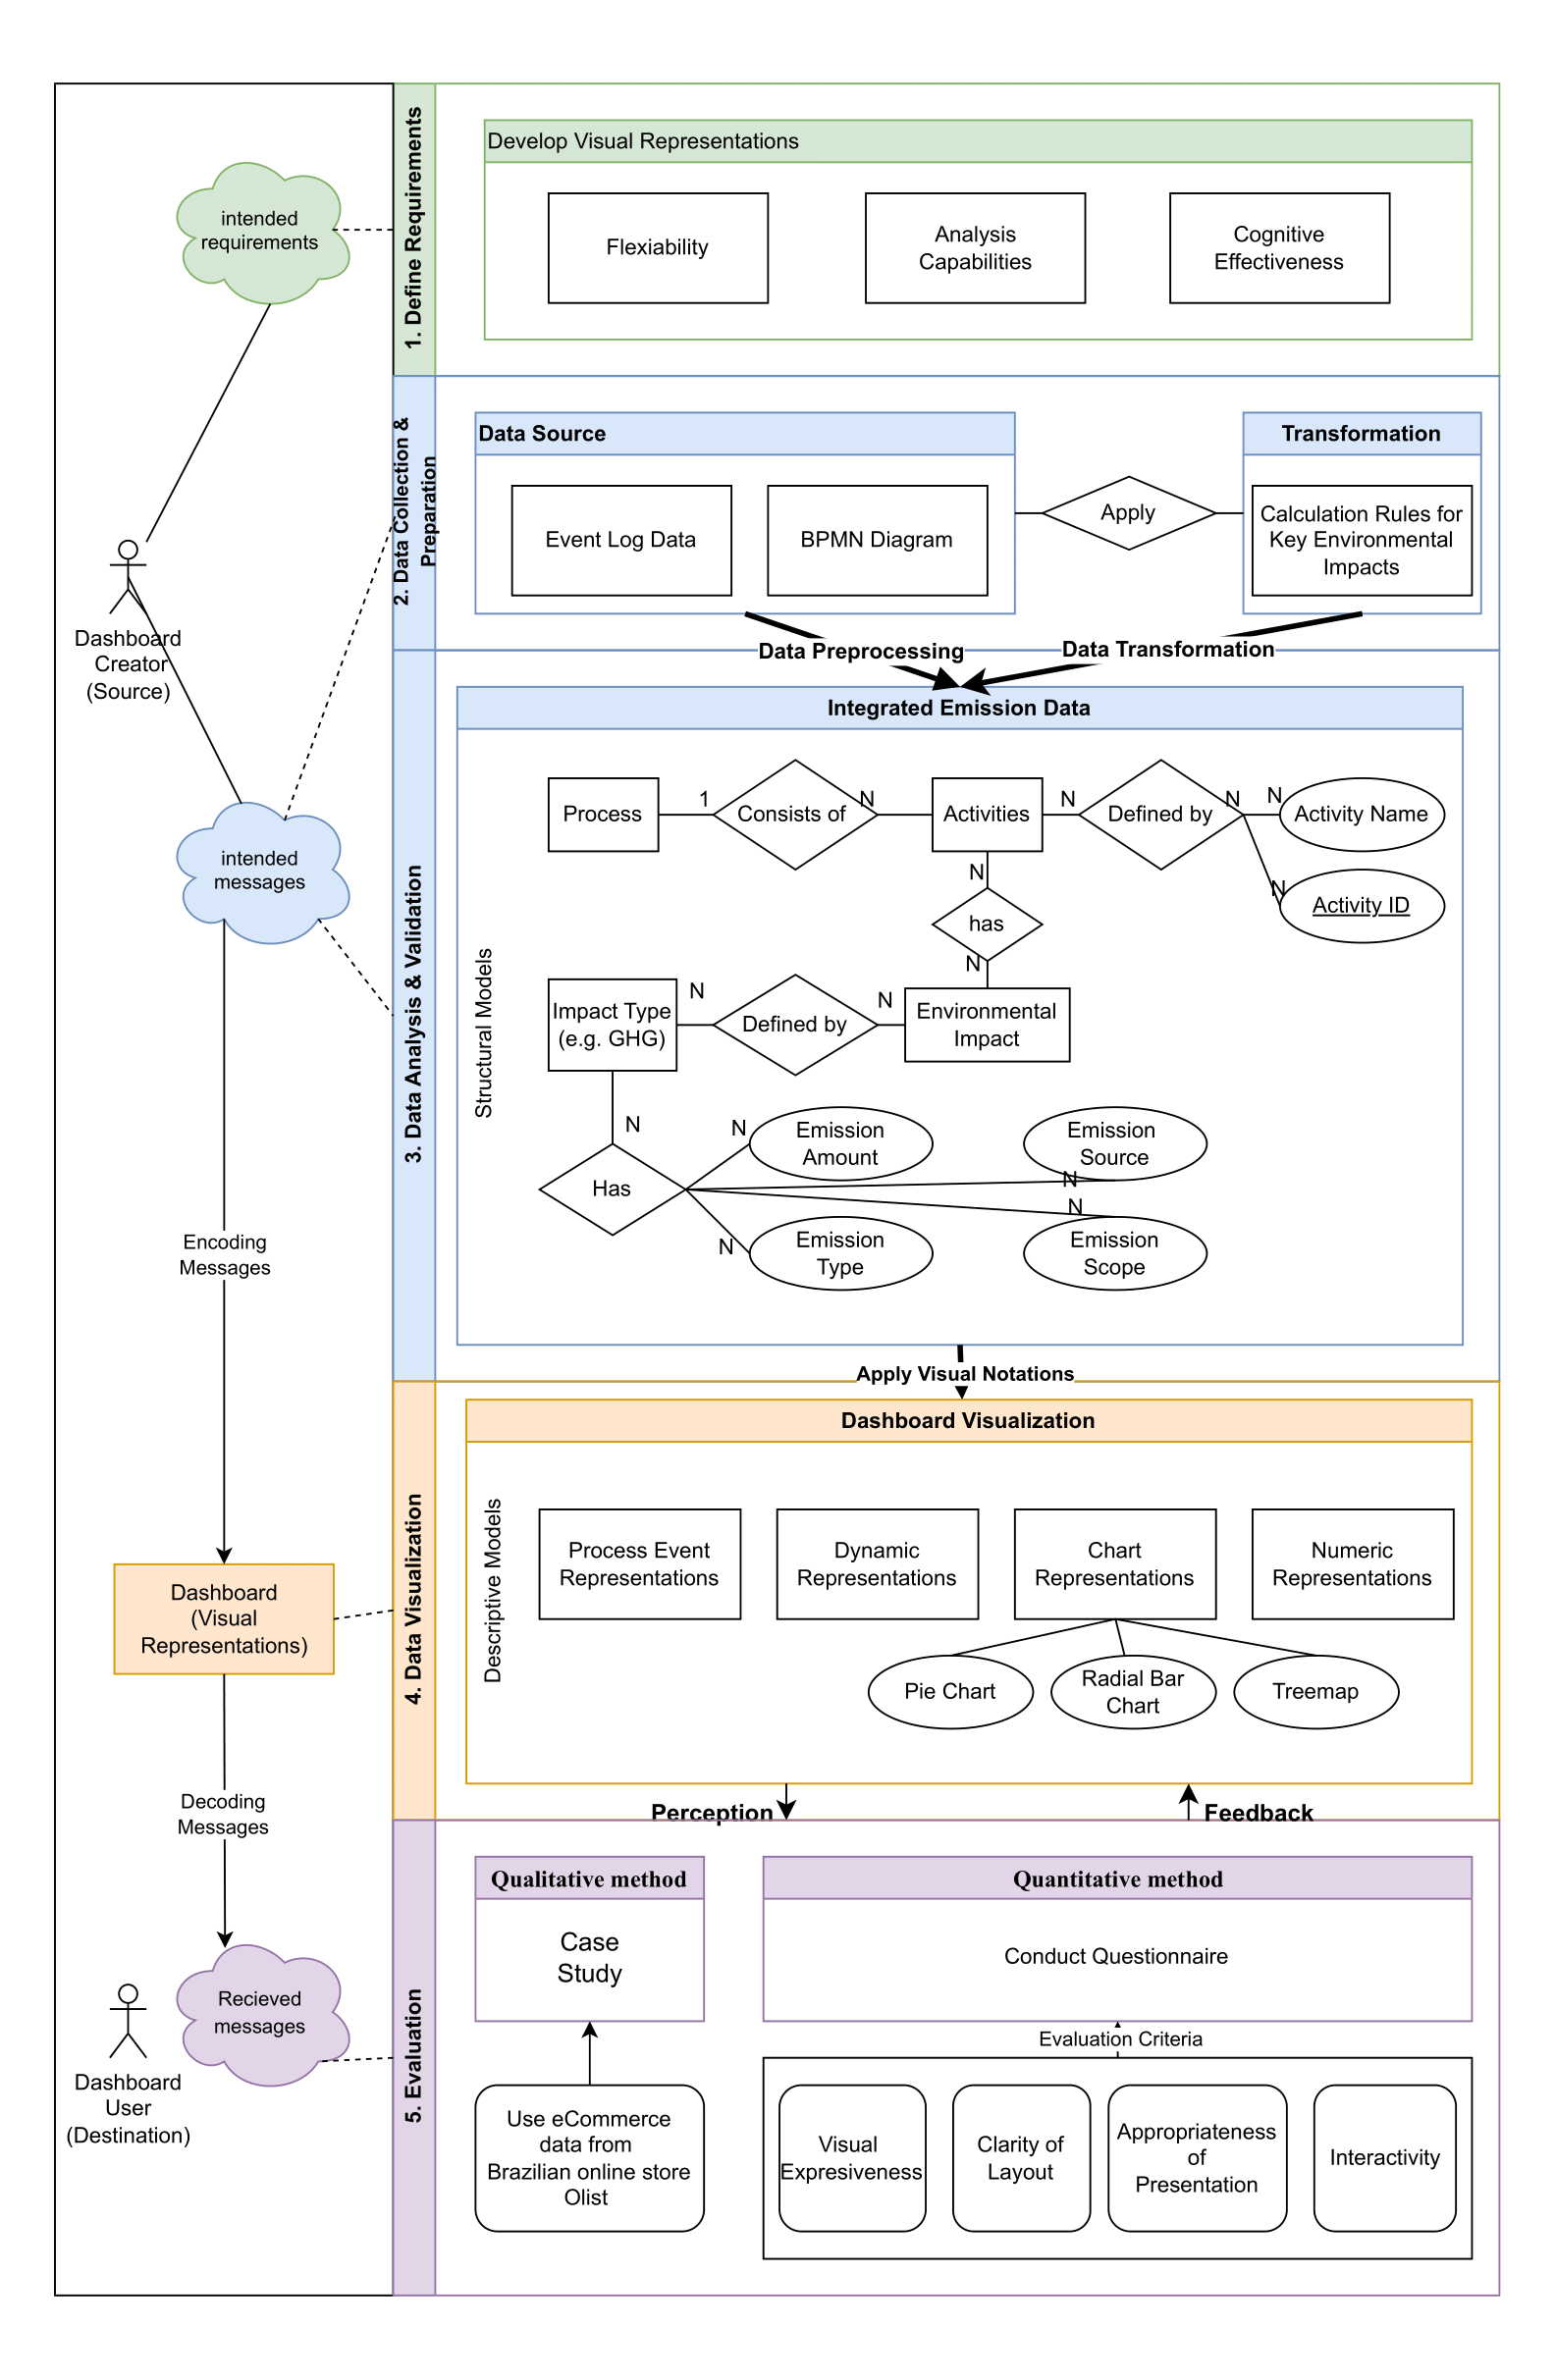 intended
requirements
Dashboard
Creator
(Source)
intended
messages
Encoding
Messages
Dashboard
(Visual
Representations)
Decoding
Messages
Recieved
messages
Dashboard
User
(Destination)
1. Define Requirements
Develop Visual Representations
Flexiability
Analysis
Capabilities
Cognitive
Effectiveness
2. Data Collection &
Preparation
Data Source
Event Log Data
BPMN Diagram
Apply
Transformation
Calculation Rules for
Key Environmental
Impacts
Data Preprocessing
Data Transformation
3. Data Analysis & Validation
Integrated Emission Data
Structural Models
Process
1
Consists of
N
Activities
N
Defined by
N
N
Activity Name
N
Activity ID
N
has
N
Impact Type
(e.g. GHG)
N
Defined by
N
Environmental
Impact
N
Has
N
Emission
Amount
N
Emission
Source
N
Emission
Type
N
Emission
Scope
Apply Visual Notations
4. Data Visualization
Dashboard Visualization
Descriptive Models
Process Event
Representations
Dynamic
Representations
Chart
Representations
Numeric
Representations
Pie Chart
Radial Bar
Chart
Treemap
Perception
Feedback
5. Evaluation
Qualitative method
Case
Study
Use eCommerce
data from
Brazilian online store
Olist
Quantitative method
Conduct Questionnaire
Evaluation Criteria
Visual
Expresiveness
Clarity of
Layout
Appropriateness
of
Presentation
Interactivity